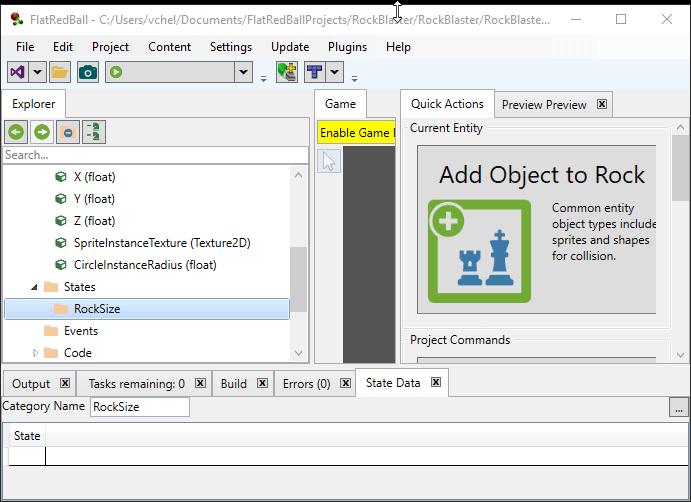 FlatRedBall - C:/Users/vchel/Documents/FlatRedBallProjects/RockBlaster/RockBlaster/RockBlaste...
File Edit Project Content Settings Update Plugins Help
Explorer
Game
Quick Actions
Preview Preview
Search...
Enable Game
Current Entity
X (float)
Y (float)
Z (float)
SpriteInstanceTexture (Texture2D)
CircleInstanceRadius (float)
States
RockSize
Events
Code
Add Object to Rock
Common entity
object types include
sprites and shapes
for collision.
Project Commands
Output
Tasks remaining: 0
Build
Errors (0)
State Data
Category Name RockSize
...
State